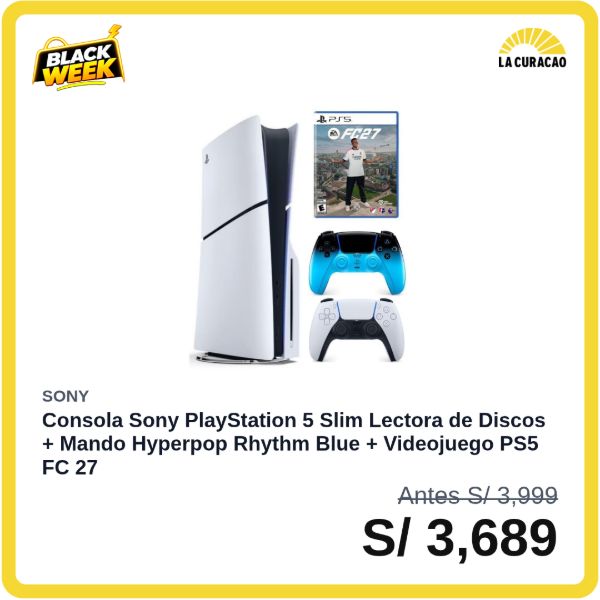 BLACK
WEEK
LA CURACAO
PS5
EA FC27
SONY
Consola Sony PlayStation 5 Slim Lectora de Discos
+ Mando Hyperpop Rhythm Blue + Videojuego PS5
FC 27
Antes S/ 3,999
S/ 3,689